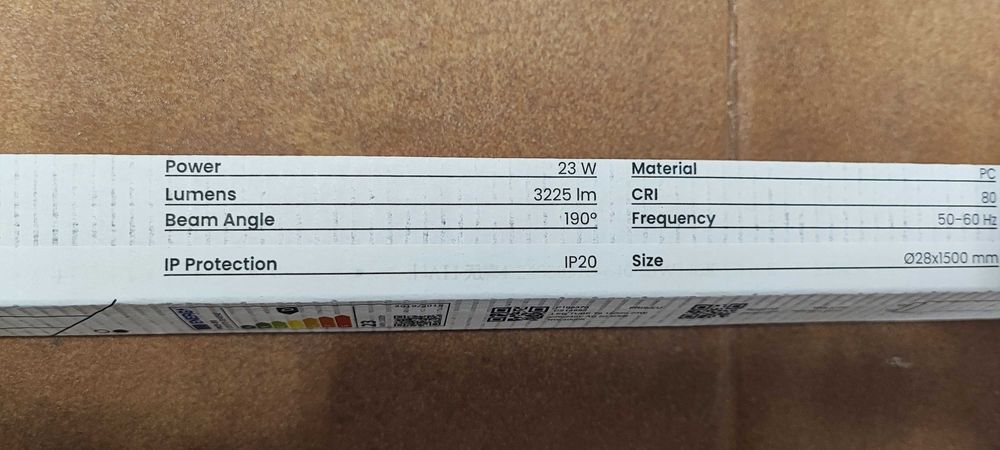 Power 23 W
Lumens 3225 lm
Beam Angle 190°
IP Protection IP20
Material PC
CRI 80
Frequency 50-60 Hz
Size Ø28x1500 mm
23